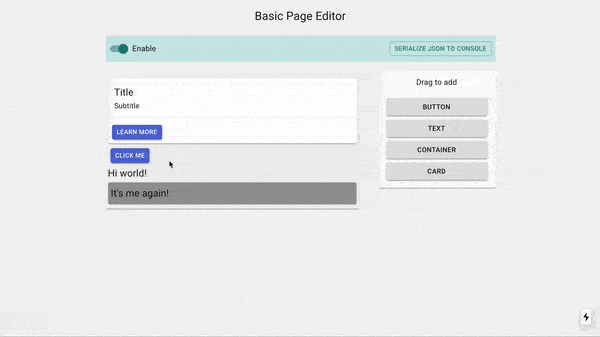 Basic Page Editor
Enable
SERIALIZE JSON TO CONSOLE
Title
Subtitle
LEARN MORE
CLICK ME
Hi world!
It's me again!
Drag to add
BUTTON
TEXT
CONTAINER
CARD